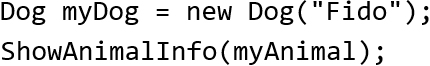 Dog myDog = new Dog("Fido");
ShowAnimalInfo(myAnimal);